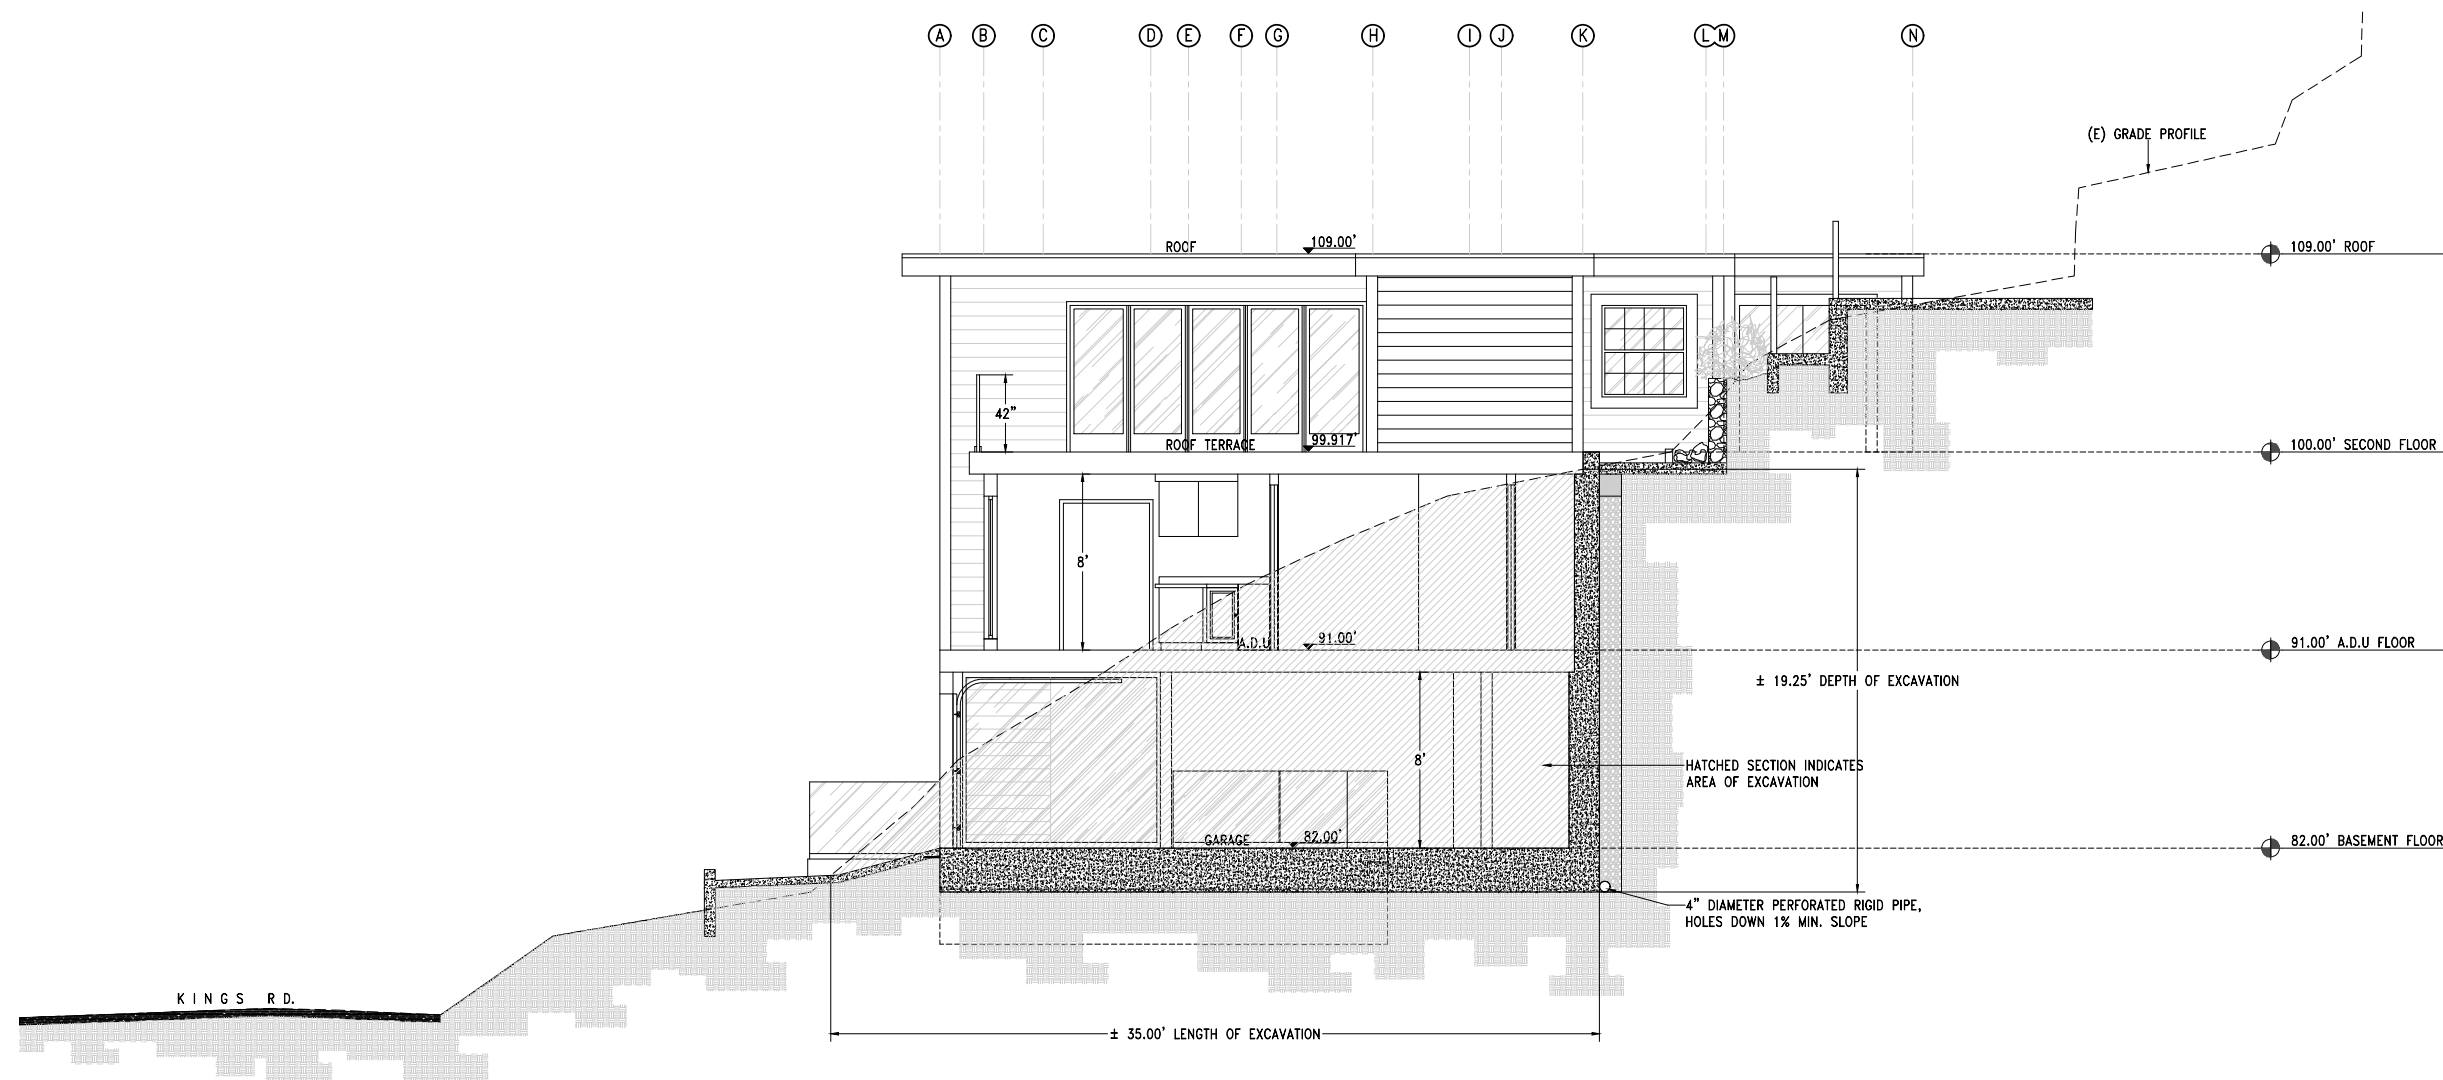 A B C D E F G H I J K L M N
(E) GRADE PROFILE
ROOF 109.00'
109.00' ROOF
42"
ROOF TERRACE 99.917'
100.00' SECOND FLOOR
8'
A.D.U 91.00'
91.00' A.D.U FLOOR
± 19.25' DEPTH OF EXCAVATION
8'
HATCHED SECTION INDICATES
AREA OF EXCAVATION
GARAGE 82.00'
82.00' BASEMENT FLOOR
4" DIAMETER PERFORATED RIGID PIPE,
HOLES DOWN 1% MIN. SLOPE
KINGS RD.
± 35.00' LENGTH OF EXCAVATION